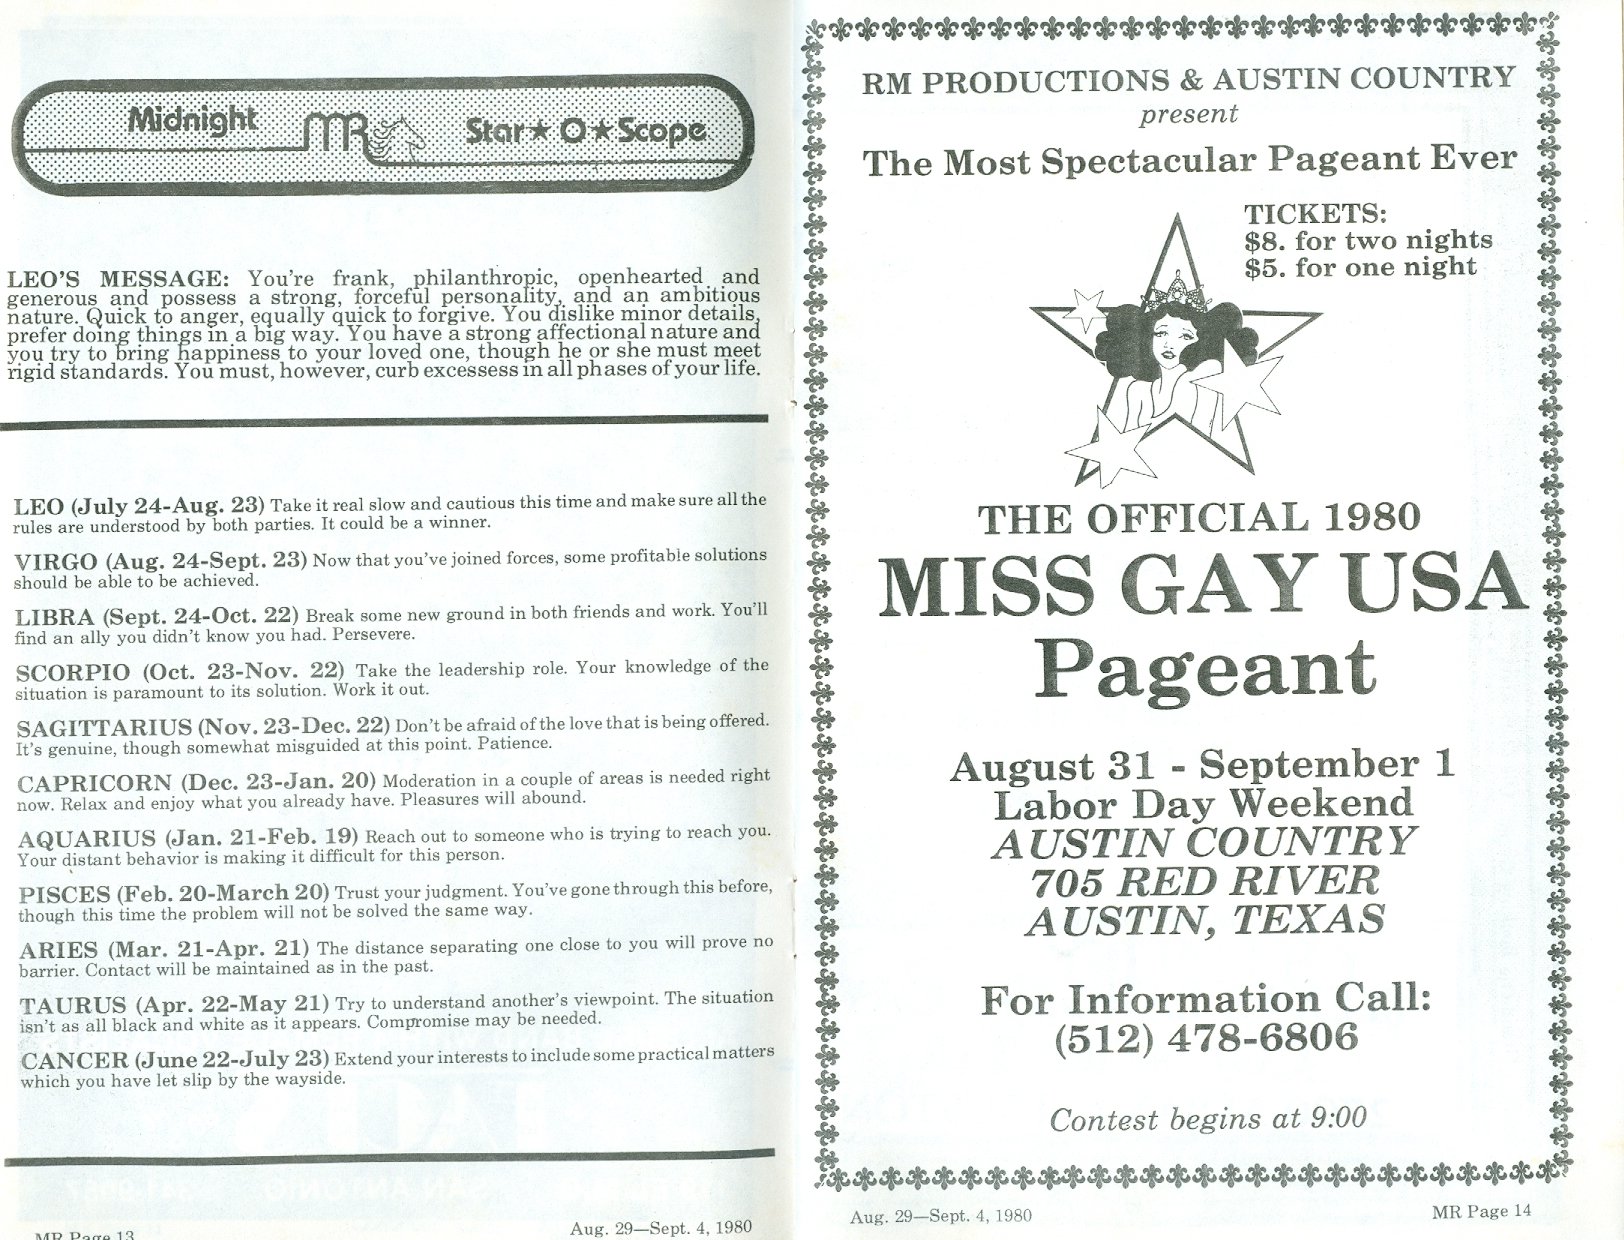 Midnight MR Star★O★Scope
LEO'S MESSAGE: You're frank, philanthropic, openhearted and
generous and possess a strong, forceful personality, and an ambitious
nature. Quick to anger, equally quick to forgive. You dislike minor details,
prefer doing things in a big way. You have a strong affectional nature and
you try to bring happiness to your loved one, though he or she must meet
rigid standards. You must, however, curb excessess in all phases of your life.
LEO (July 24-Aug. 23) Take it real slow and cautious this time and make sure all the
rules are understood by both parties. It could be a winner.
VIRGO (Aug. 24-Sept. 23) Now that you've joined forces, some profitable solutions
should be able to be achieved.
LIBRA (Sept. 24-Oct. 22) Break some new ground in both friends and work. You'll
find an ally you didn't know you had. Persevere.
SCORPIO (Oct. 23-Nov. 22) Take the leadership role. Your knowledge of the
situation is paramount to its solution. Work it out.
SAGITTARIUS (Nov. 23-Dec. 22) Don't be afraid of the love that is being offered.
It's genuine, though somewhat misguided at this point. Patience.
CAPRICORN (Dec. 23-Jan. 20) Moderation in a couple of areas is needed right
now. Relax and enjoy what you already have. Pleasures will abound.
AQUARIUS (Jan. 21-Feb. 19) Reach out to someone who is trying to reach you.
Your distant behavior is making it difficult for this person.
PISCES (Feb. 20-March 20) Trust your judgment. You've gone through this before,
though this time the problem will not be solved the same way.
ARIES (Mar. 21-Apr. 21) The distance separating one close to you will prove no
barrier. Contact will be maintained as in the past.
TAURUS (Apr. 22-May 21) Try to understand another's viewpoint. The situation
isn't as all black and white as it appears. Compromise may be needed.
CANCER (June 22-July 23) Extend your interests to include some practical matters
which you have let slip by the wayside.
MR Page 13
Aug. 29—Sept. 4, 1980
RM PRODUCTIONS & AUSTIN COUNTRY
present
The Most Spectacular Pageant Ever
TICKETS:
$8. for two nights
$5. for one night
THE OFFICIAL 1980
MISS GAY USA
Pageant
August 31 - September 1
Labor Day Weekend
AUSTIN COUNTRY
705 RED RIVER
AUSTIN, TEXAS
For Information Call:
(512) 478-6806
Contest begins at 9:00
Aug. 29—Sept. 4, 1980
MR Page 14